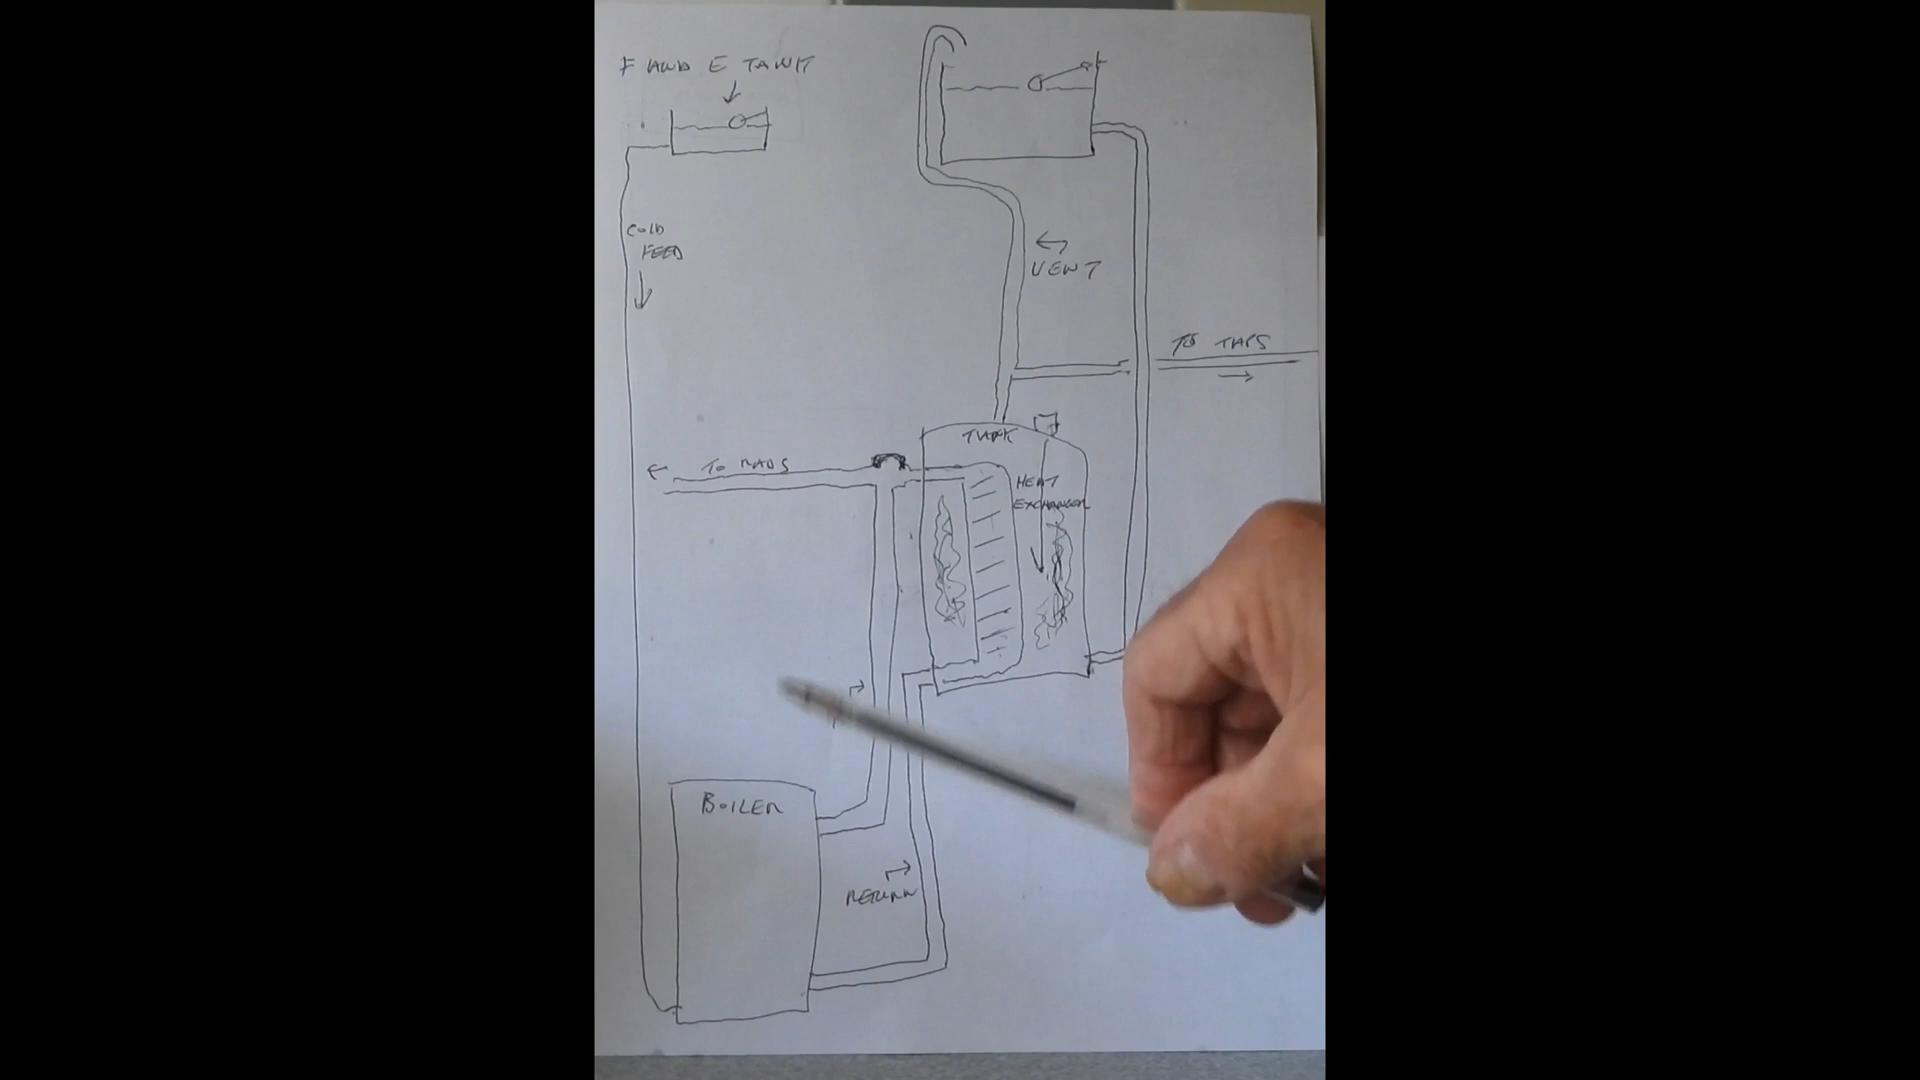 F AND E TANK
COLD
FEED
VENT
TO TAPS
TANK
TO RADS
HEAT
EXCHANGER
BOILER
RETURN